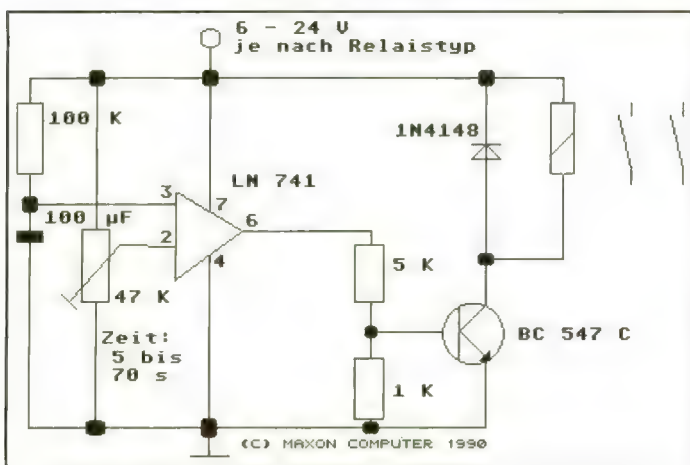 6 - 24 V
je nach Relaistyp
100 K
1N4148
LN 741
3
7
6
100 µF
2
4
5 K
47 K
BC 547 C
Zeit:
5 bis
70 s
1 K
(C) MAXON COMPUTER 1990